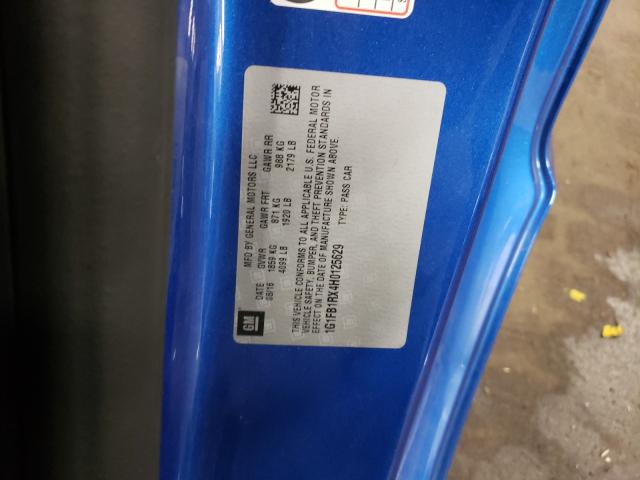 MFD BY GENERAL MOTORS LLC
DATE GVWR GAWR FRT GAWR RR
08/16 1859 KG 871 KG 988 KG
4099 LB 1920 LB 2179 LB
THIS VEHICLE CONFORMS TO ALL APPLICABLE U.S. FEDERAL MOTOR
VEHICLE SAFETY, BUMPER, AND THEFT PREVENTION STANDARDS IN
EFFECT ON THE DATE OF MANUFACTURE SHOWN ABOVE.
1G1FB1RX4H0125629 TYPE: PASS CAR
GM